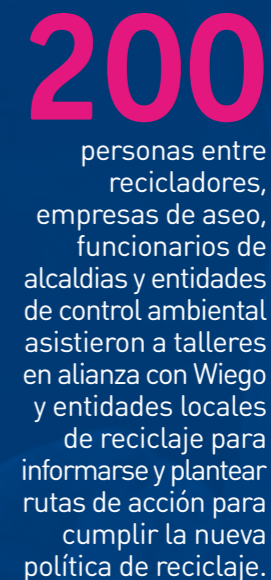 200
personas entre
recicladores,
empresas de aseo,
funcionarios de
alcaldias y entidades
de control ambiental
asistieron a talleres
en alianza con Wiego
y entidades locales
de reciclaje para
informarse y plantear
rutas de acción para
cumplir la nueva
política de reciclaje.